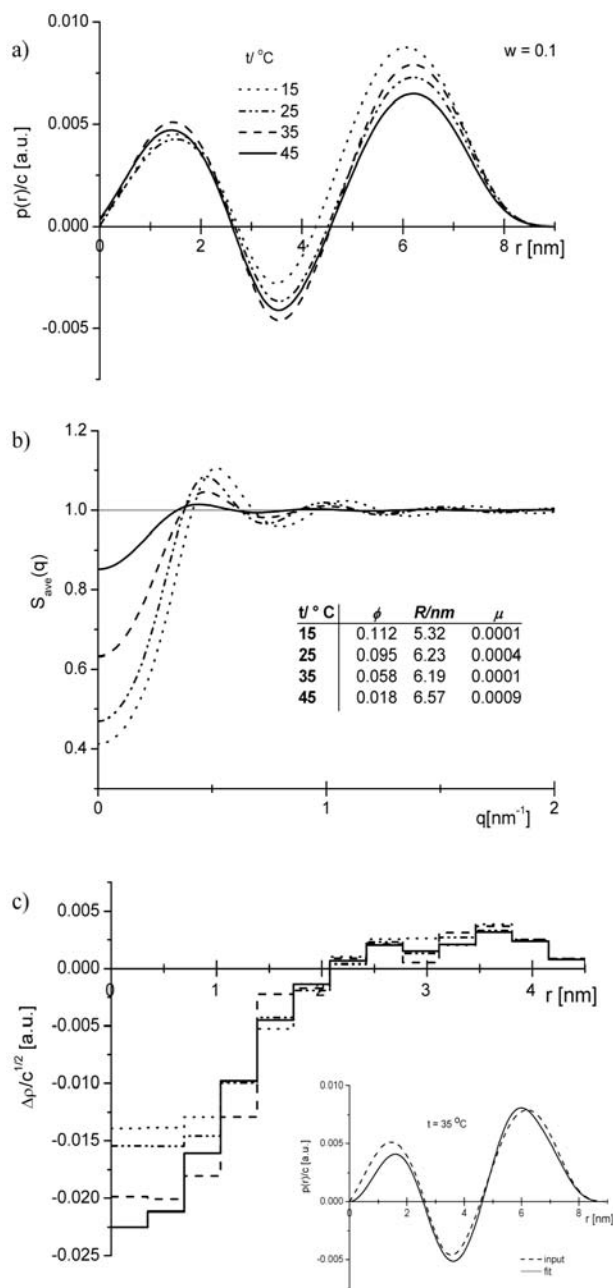 a)
t/ °C
15
25
35
45
w = 0.1
0.010
0.005
0.000
-0.005
p(r)/c [a.u.]
0
2
4
6
8
r [nm]
b)
1.2
1.0
0.8
0.6
0.4
S_ave(q)
t/ ° C ϕ R/nm μ
15 0.112 5.32 0.0001
25 0.095 6.23 0.0004
35 0.058 6.19 0.0001
45 0.018 6.57 0.0009
0
1
2
q[nm⁻¹]
c)
0.005
0.000
-0.005
-0.010
-0.015
-0.020
-0.025
Δρ/c^1/2 [a.u.]
0
1
2
3
4
r [nm]
0.010
0.005
0.000
-0.005
p(r)/c [a.u.]
t = 35 °C
0
2
4
6
8
r [nm]
input
fit